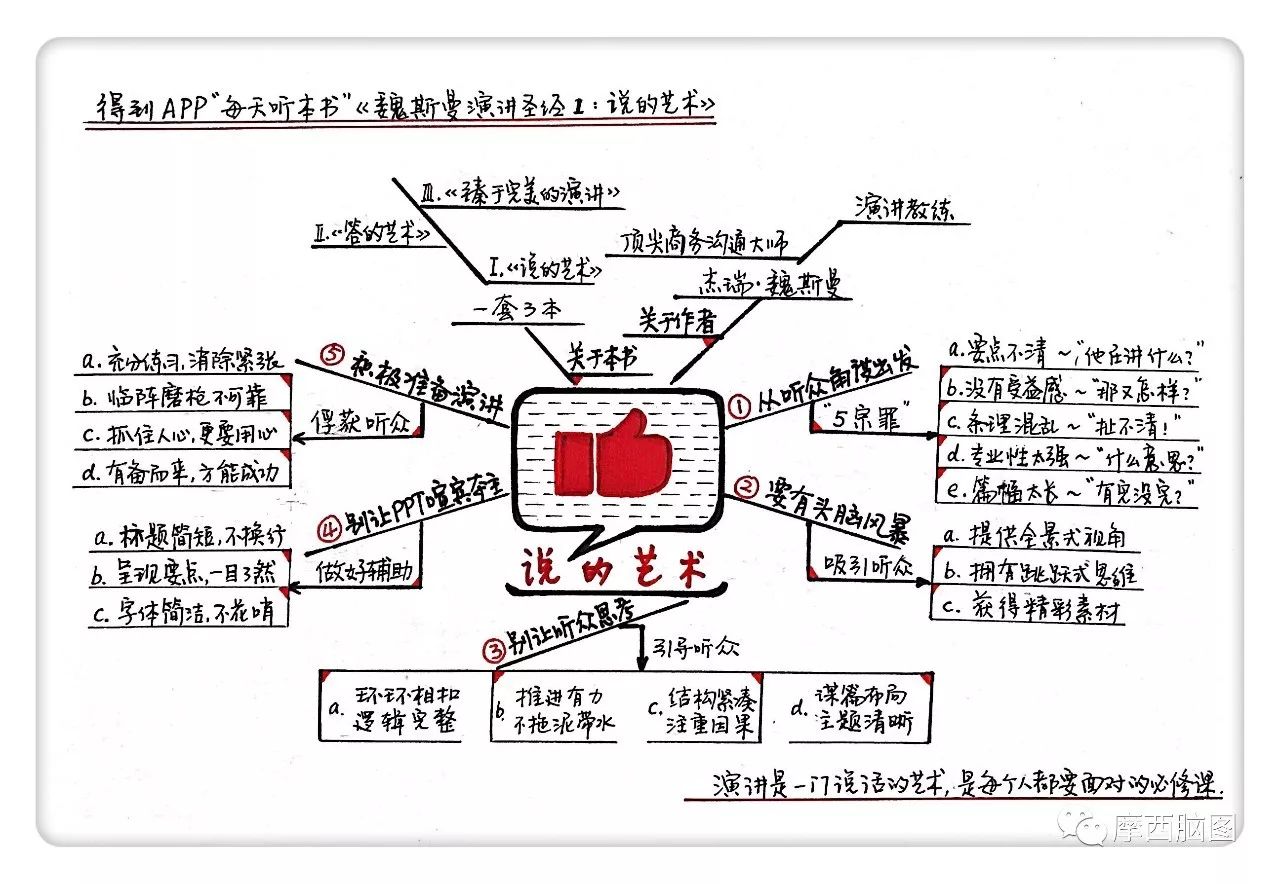 得到APP“每天听本书”《魏斯曼演讲圣经1：说的艺术》
Ⅲ.《臻于完美的演讲》
Ⅱ.《答的艺术》
Ⅰ.《说的艺术》
一套3本
关于本书
演讲教练
顶尖商务沟通大师
杰瑞·魏斯曼
关于作者
说的艺术
①从听众角度出发
“5宗罪”
a.要点不清~“他在讲什么？”
b.没有受益感~“那又怎样？”
c.条理混乱~“扯不清！”
d.专业性太强~“什么意思？”
e.篇幅太长~“有完没完？”
②要有头脑风暴
吸引听众
a.提供全景式视角
b.拥有跳跃式思维
c.获得精彩素材
③别让听众思考
引导听众
a.环环相扣
逻辑完整
b.推进有力
不拖泥带水
c.结构紧凑
注重因果
d.谋篇布局
主题清晰
④别让PPT喧宾夺主
做好辅助
a.标题简短,不换行
b.呈现要点,一目了然
c.字体简洁,不花哨
⑤积极准备演讲
俘获听众
a.充分练习,消除紧张
b.临阵磨枪不可靠
c.抓住人心,更要用心
d.有备而来,方能成功
演讲是一门说话的艺术,是每个人都要面对的必修课.
摩西脑图